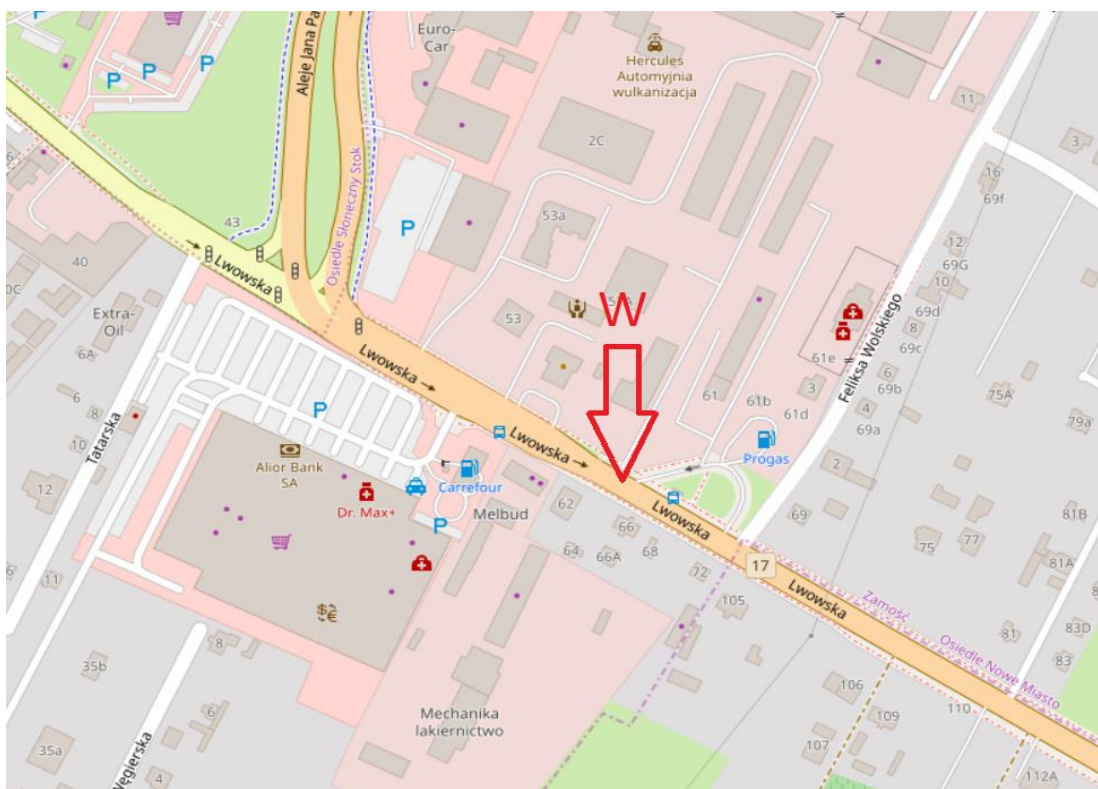 P
P
P
P
Aleje Jana Pa
Euro-
Car
Hercules
Automyjnia
wulkanizacja
2C
11
3
16
69f
Osiedle Słoneczny Stok
43
53a
P
40
Lwowska
12
69G
10
69d
Extra-
Oil
53
W
8
69c
61e
Feliksa Wolskiego
6A
Lwowska
6
69b
3
75A
6
8
61
61b
61d
4
69a
79a
P
Tatarska
10
Lwowska
Alior Bank
SA
Carrefour
Progas
2
12
Dr. Max+
Melbud
62
Lwowska
69
81B
P
66
75
77
64
66A
68
72
17
81A
11
Lwowska
105
Zamość
Osiedle Nowe Miasto
81
83D
8
83
35b
106
110
6
Mechanika
lakiernictwo
109
35a
107
Węgierska
4
112A